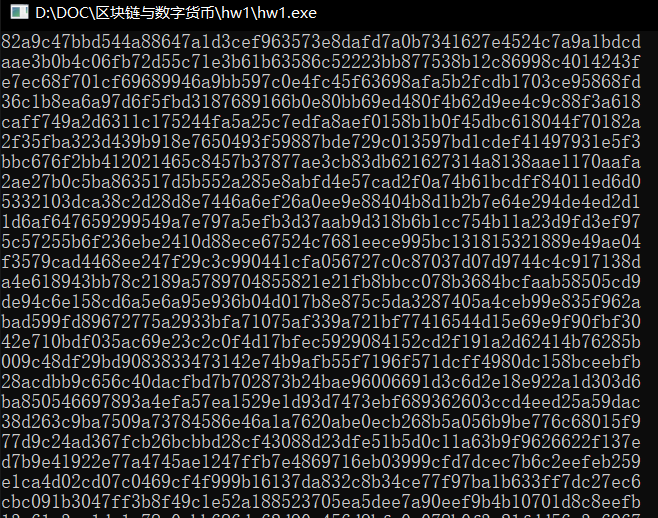 D:\DOC\区块链与数字货币\hw1\hw1.exe
82a9c47bbd544a88647a1d3cef963573e8dafd7a0b7341627e4524c7a9a1bdcd
aae3b0b4c06fb72d55c71e3b61b63586c52223bb877538b12c86998c4014243f
e7ec68f701cf69689946a9bb597c0e4fc45f63698afa5b2fcdb1703ce95868fd
36c1b8ea6a97d6f5fbd3187689166b0e80bb69ed480f4b62d9ee4c9c88f3a618
caff749a2d6311c175244fa5a25c7edfa8aef0158b1b0f45dbc618044f70182a
2f35fba323d439b918e7650493f59887bde729c013597bd1cdef41497931e5f3
bbc676f2bb412021465c8457b37877ae3cb83db621627314a8138aae1170aafa
2ae27b0c5ba863517d5b552a285e8abfd4e57cad2f0a74b61bcdff84011ed6d0
5332103dca38c2d28d8e7446a6ef26a0ee9e88404b8d1b2b7e64e294de4ed2d1
1d6af647659299549a7e797a5efb3d37aab9d318b6b1cc754b11a23d9fd3ef97
5c57255b6f236ebe2410d88ece67524c7681eece995bc131815321889e49ae04
f3579cad4468ee247f29c3c990441cfa056727c0c87037d07d9744c4c917138d
a4e618943bb78c2189a5789704855821e21fb8bbcc078b3684bcfaab58505cd9
de94c6e158cd6a5e6a95e936b04d017b8e875c5da3287405a4ceb99e835f962a
bad599fd89672775a2933bfa71075af339a721bf77416544d15e69e9f90fbf30
42e710bdf035ac69e23c2c0f4d17bfec5929084152cd2f191a2d62414b76285b
009c48df29bd9083833473142e74b9afb55f7196f571dcff4980dc158bceebfb
28acdbb9c656c40dacfbd7b702873b24bae96006691d3c6d2e18e922a1d303d6
ba850546697893a4efa57ea1529e1d93d7473ebf689362603ccd4eed25a59dac
38d263c9ba7509a73784586e46a1a7620abe0ecb268b5a056b9be776c68015f9
77d9c24ad367fcb26bcbbd28cf43088d23dfe51b5d0c11a63b9f9626622f137e
d7b9e41922e77a4745ae1247ffb7e4869716eb03999cfd7dcec7b6c2eefeb259
e1ca4d02cd07c0469cf4f999b16137da832c8b34ce77f97ba1b633ff7dc27ec6
cbc091b3047ff3b8f49c1e52a188523705ea5dee7a90eef9b4b10701d8c8eefb